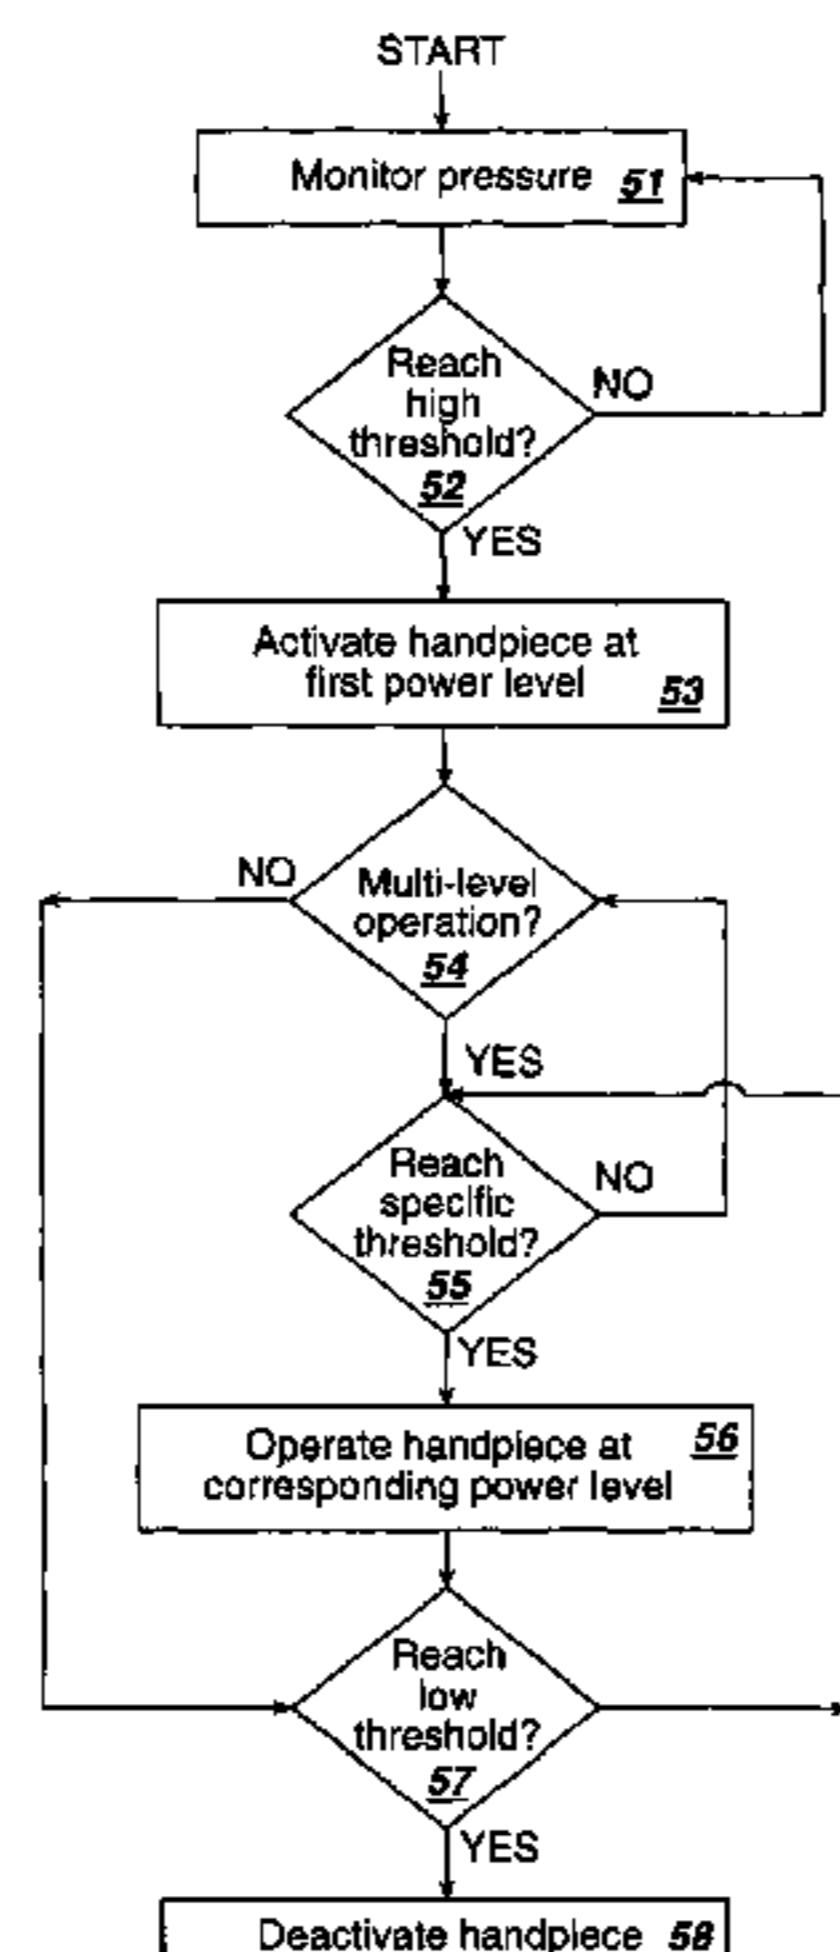 START
Monitor pressure 51
Reach
high
threshold?
52
NO
YES
Activate handpiece at
first power level 53
NO
Multi-level
operation?
54
YES
Reach
specific
threshold?
55
NO
YES
Operate handpiece at 56
corresponding power level
Reach
low
threshold?
57
YES
Deactivate handpiece 58